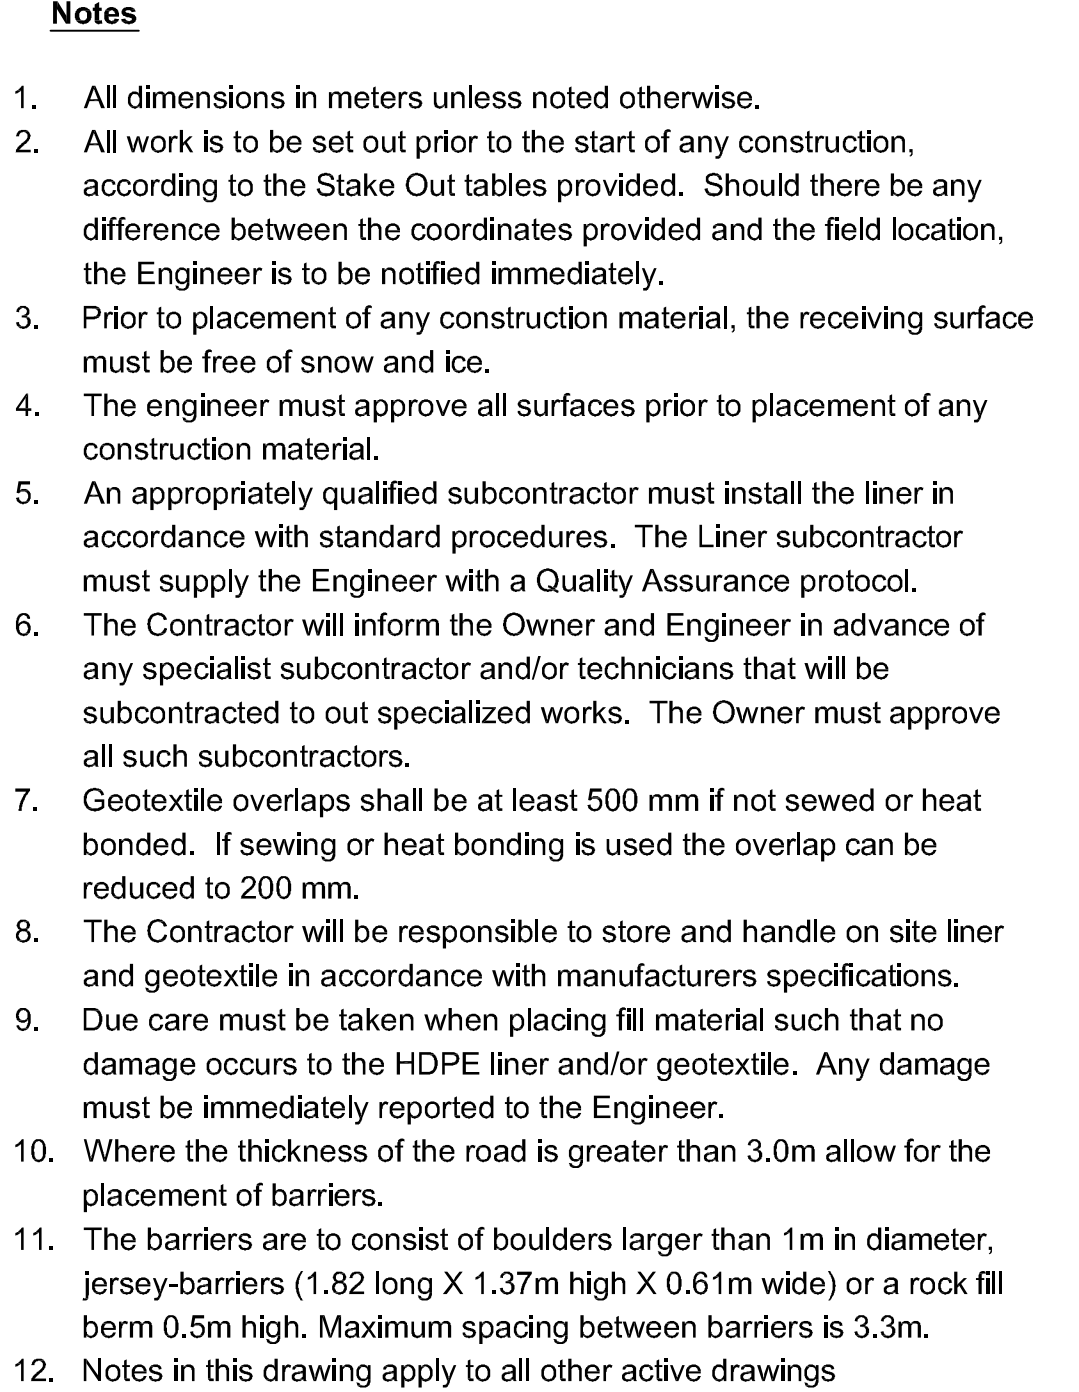 Notes
1. All dimensions in meters unless noted otherwise.
2. All work is to be set out prior to the start of any construction,
according to the Stake Out tables provided.  Should there be any
difference between the coordinates provided and the field location,
the Engineer is to be notified immediately.
3. Prior to placement of any construction material, the receiving surface
must be free of snow and ice.
4. The engineer must approve all surfaces prior to placement of any
construction material.
5. An appropriately qualified subcontractor must install the liner in
accordance with standard procedures.  The Liner subcontractor
must supply the Engineer with a Quality Assurance protocol.
6. The Contractor will inform the Owner and Engineer in advance of
any specialist subcontractor and/or technicians that will be
subcontracted to out specialized works.  The Owner must approve
all such subcontractors.
7. Geotextile overlaps shall be at least 500 mm if not sewed or heat
bonded.  If sewing or heat bonding is used the overlap can be
reduced to 200 mm.
8. The Contractor will be responsible to store and handle on site liner
and geotextile in accordance with manufacturers specifications.
9. Due care must be taken when placing fill material such that no
damage occurs to the HDPE liner and/or geotextile.  Any damage
must be immediately reported to the Engineer.
10. Where the thickness of the road is greater than 3.0m allow for the
placement of barriers.
11. The barriers are to consist of boulders larger than 1m in diameter,
jersey-barriers (1.82 long X 1.37m high X 0.61m wide) or a rock fill
berm 0.5m high. Maximum spacing between barriers is 3.3m.
12. Notes in this drawing apply to all other active drawings